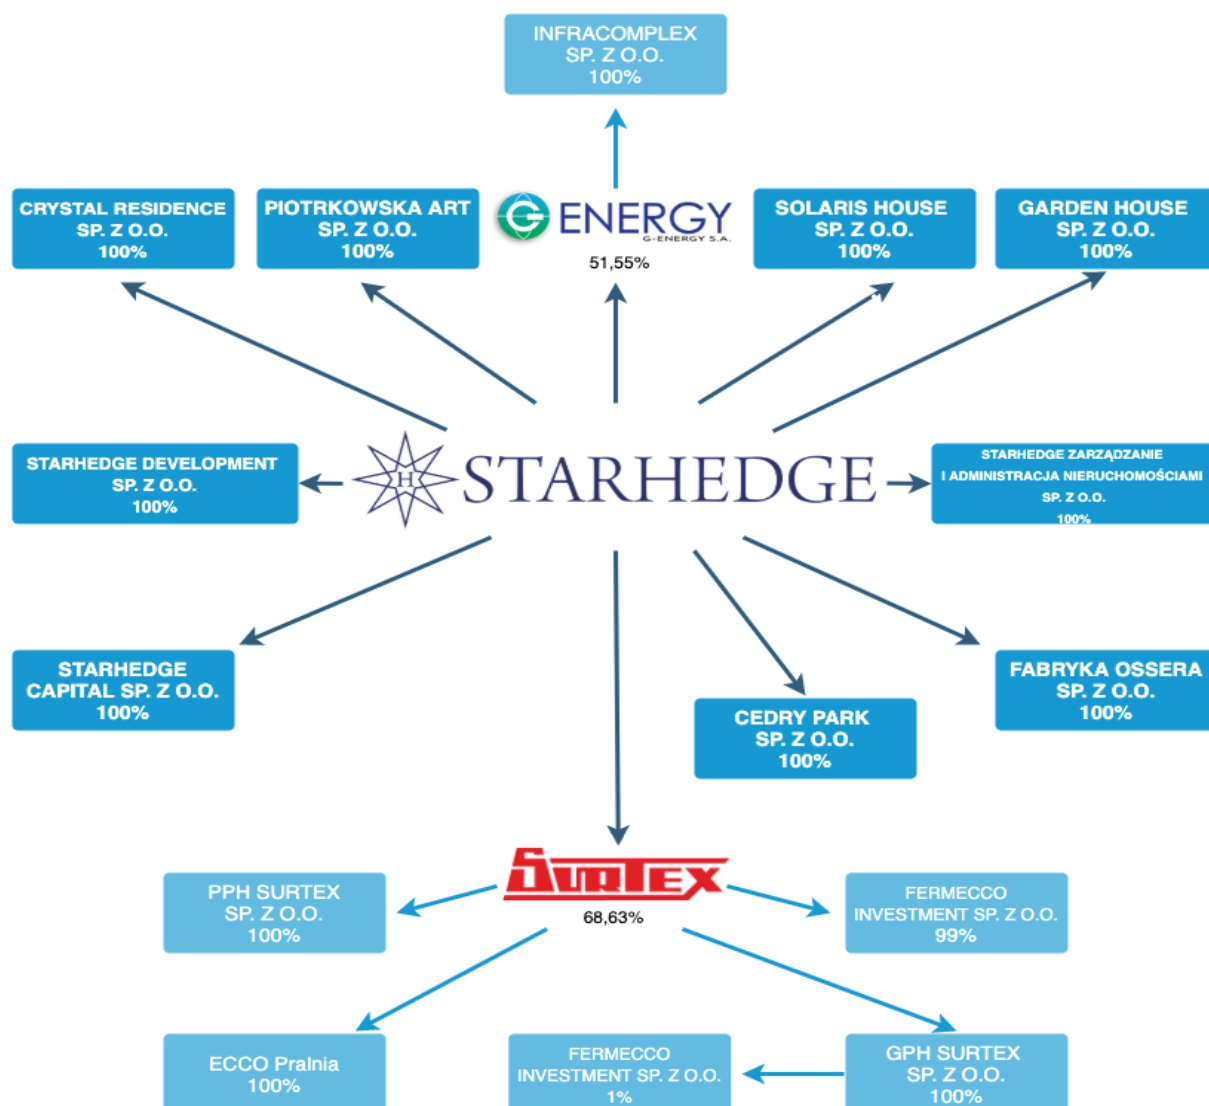 INFRACOMPLEX
SP. Z O.O.
100%
CRYSTAL RESIDENCE
SP. Z O.O.
100%
PIOTRKOWSKA ART
SP. Z O.O.
100%
G ENERGY
G-ENERGY S.A.
51,55%
SOLARIS HOUSE
SP. Z O.O.
100%
GARDEN HOUSE
SP. Z O.O.
100%
STARHEDGE DEVELOPMENT
SP. Z O.O.
100%
H STARHEDGE
STARHEDGE ZARZĄDZANIE
I ADMINISTRACJA NIERUCHOMOŚCIAMI
SP. Z O.O.
100%
STARHEDGE
CAPITAL SP. Z O.O.
100%
CEDRY PARK
SP. Z O.O.
100%
FABRYKA OSSERA
SP. Z O.O.
100%
PPH SURTEX
SP. Z O.O.
100%
SURTEX
68,63%
FERMECCO
INVESTMENT SP. Z O.O.
99%
ECCO Pralnia
100%
FERMECCO
INVESTMENT SP. Z O.O.
1%
GPH SURTEX
SP. Z O.O.
100%